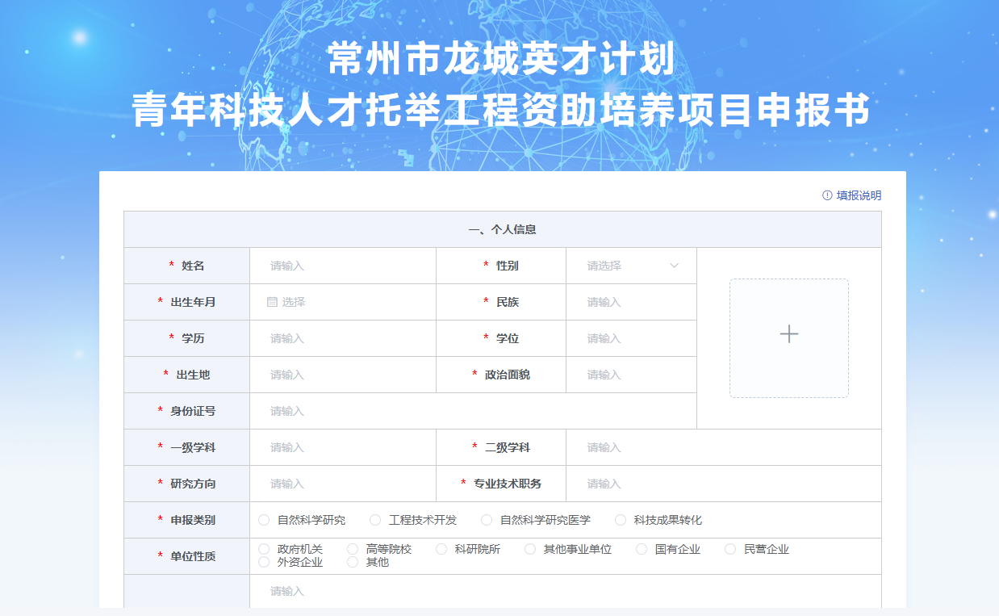 常州市龙城英才计划
青年科技人才托举工程资助培养项目申报书
填报说明
一、个人信息
* 姓名 请输入 * 性别 请选择
* 出生年月 选择 * 民族 请输入
* 学历 请输入 * 学位 请输入
* 出生地 请输入 * 政治面貌 请输入
* 身份证号 请输入
* 一级学科 请输入 * 二级学科 请输入
* 研究方向 请输入 * 专业技术职务 请输入
* 申报类别 自然科学研究 工程技术开发 自然科学研究医学 科技成果转化
* 单位性质 政府机关 高等院校 科研院所 其他事业单位 国有企业 民营企业
外资企业 其他
请输入